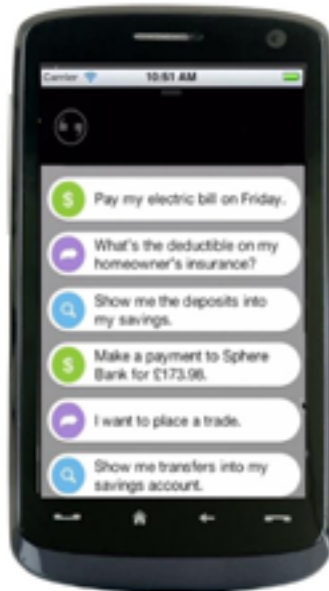 Carrier
10:51 AM
Pay my electric bill on Friday.
What's the deductible on my
homeowner's insurance?
Show me the deposits into
my savings.
Make a payment to Sphere
Bank for £173.98.
I want to place a trade.
Show me transfers into my
savings account.